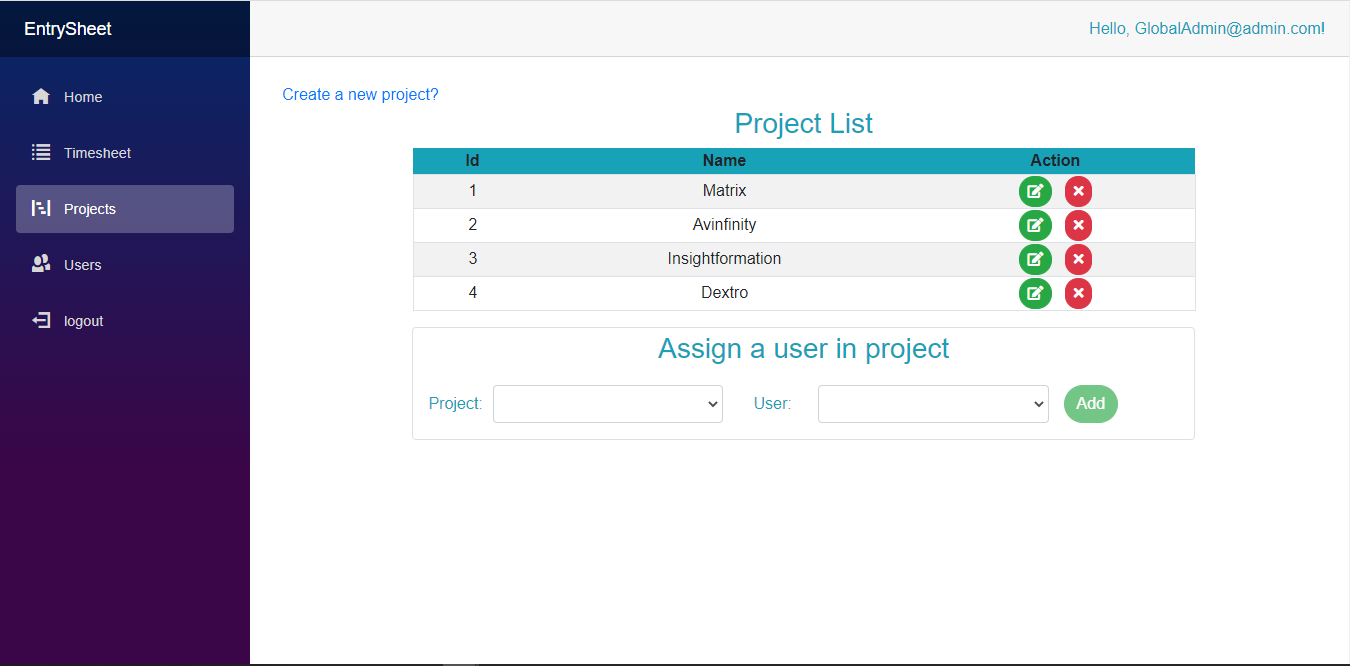 EntrySheet
Hello, GlobalAdmin@admin.com!
Home
Timesheet
Projects
Users
logout
Create a new project?
Project List
Id Name Action
1 Matrix
2 Avinfinity
3 Insightformation
4 Dextro
Assign a user in project
Project: User: Add